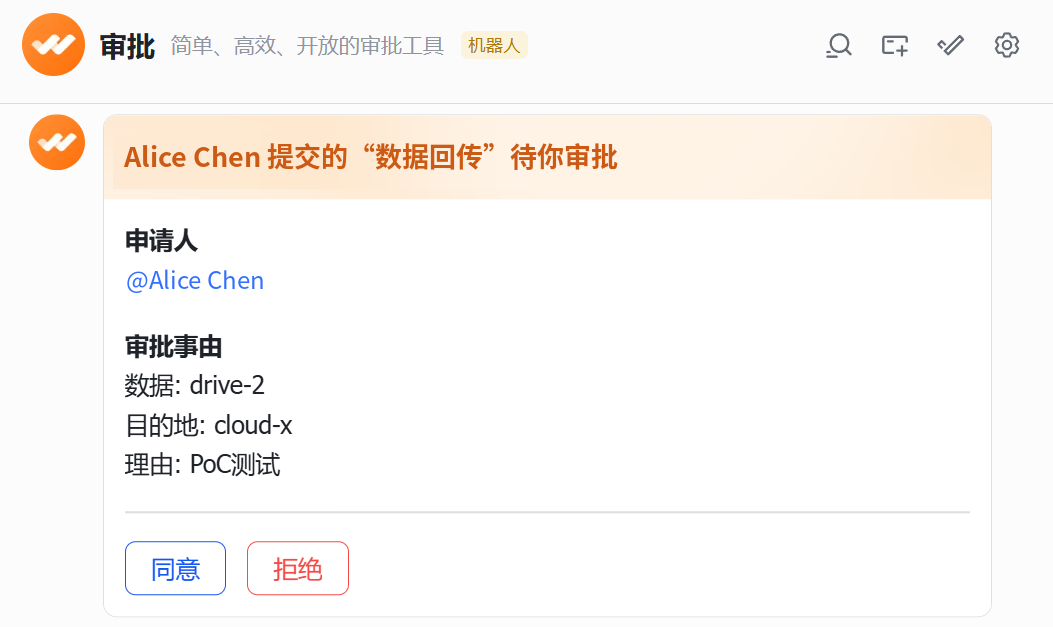 审批 简单、高效、开放的审批工具 机器人
Alice Chen 提交的“数据回传”待你审批
申请人
@Alice Chen
审批事由
数据: drive-2
目的地: cloud-x
理由: PoC测试
同意 拒绝